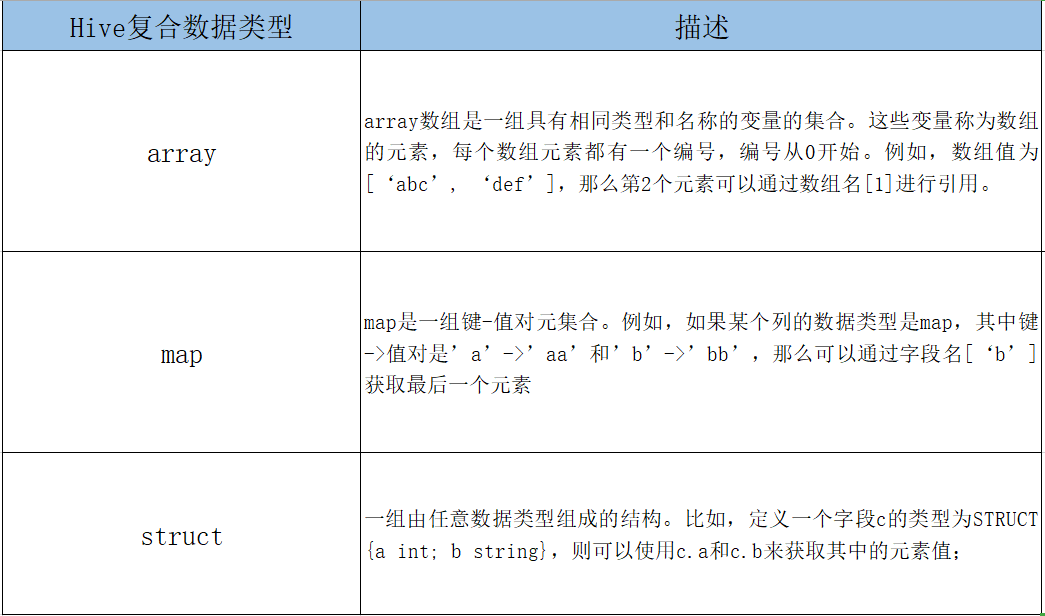 Hive复合数据类型
描述
array
array数组是一组具有相同类型和名称的变量的集合。这些变量称为数组
的元素，每个数组元素都有一个编号，编号从0开始。例如，数组值为
[‘abc’, ‘def’]，那么第2个元素可以通过数组名[1]进行引用。
map
map是一组键-值对元集合。例如，如果某个列的数据类型是map，其中键
->值对是’a’->’aa’和’b’->’bb’，那么可以通过字段名[‘b’]
获取最后一个元素
struct
一组由任意数据类型组成的结构。比如，定义一个字段c的类型为STRUCT
{a int; b string}，则可以使用c.a和c.b来获取其中的元素值；